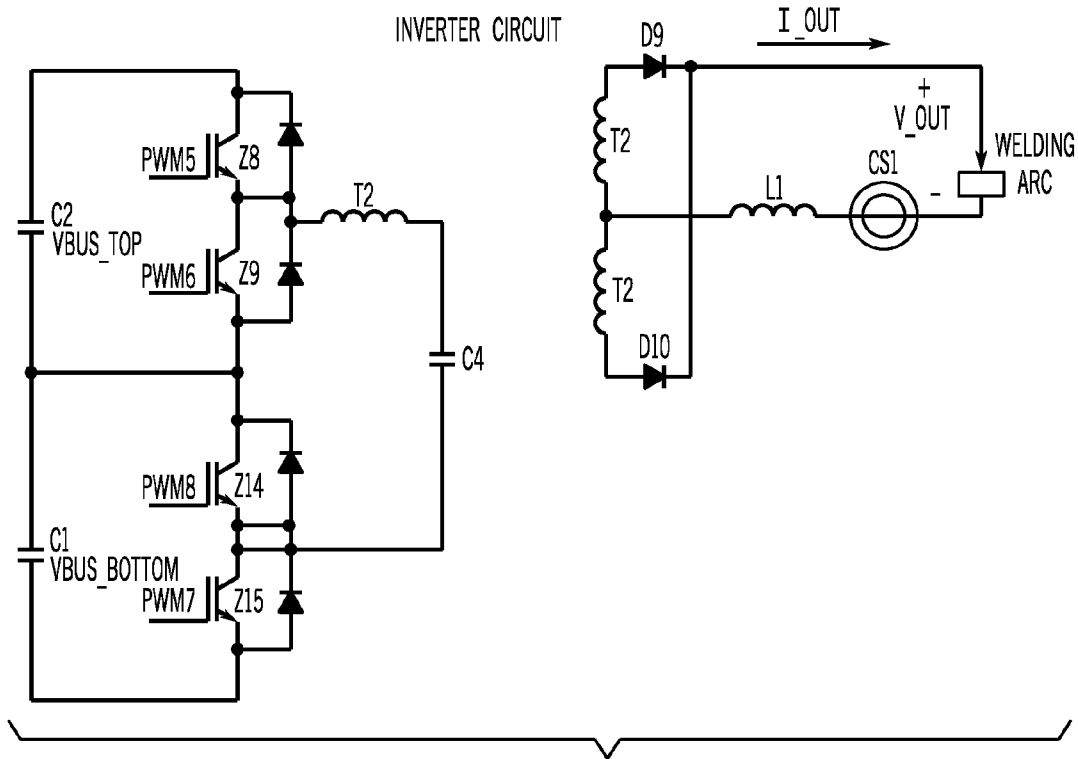 INVERTER CIRCUIT
I_OUT
D9
+
V_OUT
T2
PWM5
Z8
WELDING
ARC
CS1
-
L1
T2
C2
VBUS_TOP
PWM6
Z9
T2
D10
C4
PWM8
Z14
C1
VBUS_BOTTOM
PWM7
Z15